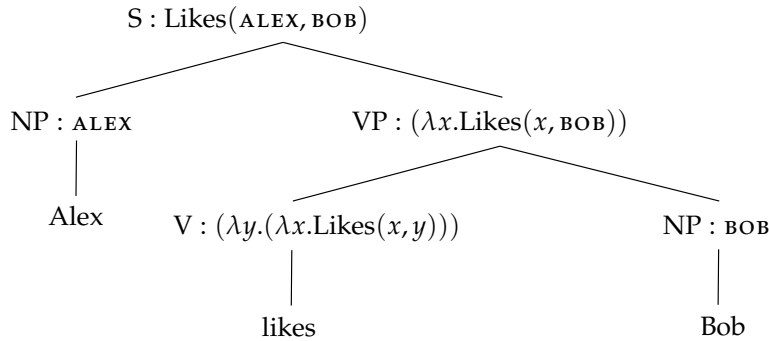 S : Likes(ALEX, BOB)
NP : ALEX
VP : (λx.Likes(x, BOB))
Alex
V : (λy.(λx.Likes(x, y)))
NP : BOB
likes
Bob